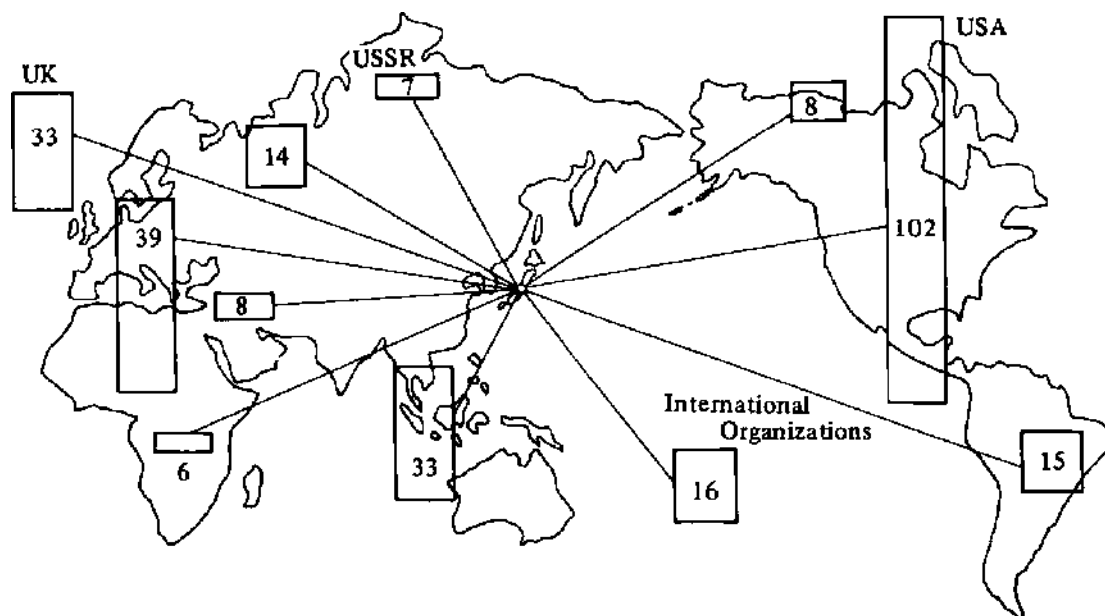 USA
USSR
UK
7
8
33
14
39
102
8
International
Organizations
6
33
16
15